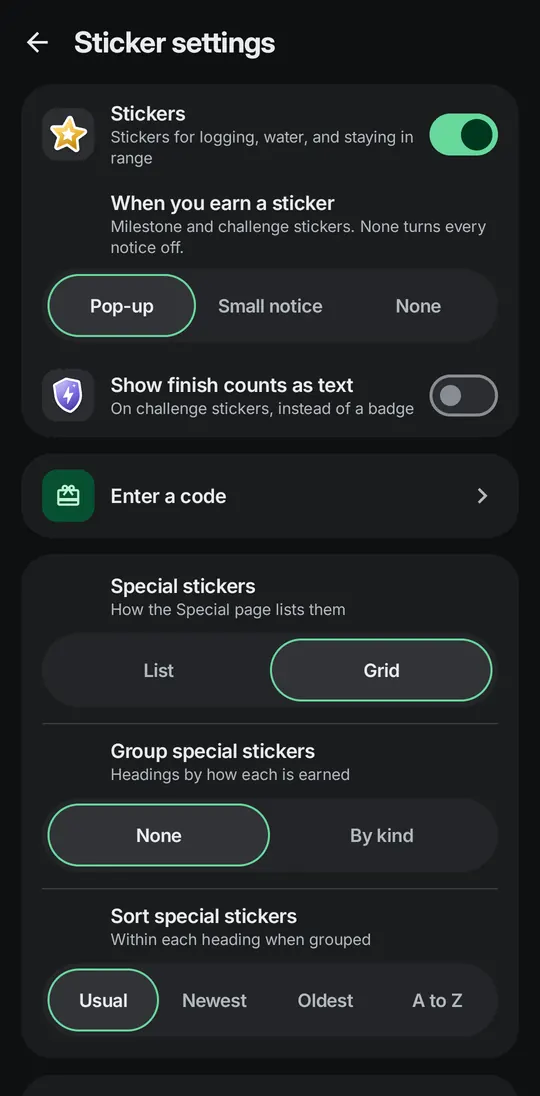 Sticker settings
Stickers
Stickers for logging, water, and staying in
range
When you earn a sticker
Milestone and challenge stickers. None turns every
notice off.
Pop-up Small notice None
Show finish counts as text
On challenge stickers, instead of a badge
Enter a code
Special stickers
How the Special page lists them
List Grid
Group special stickers
Headings by how each is earned
None By kind
Sort special stickers
Within each heading when grouped
Usual Newest Oldest A to Z